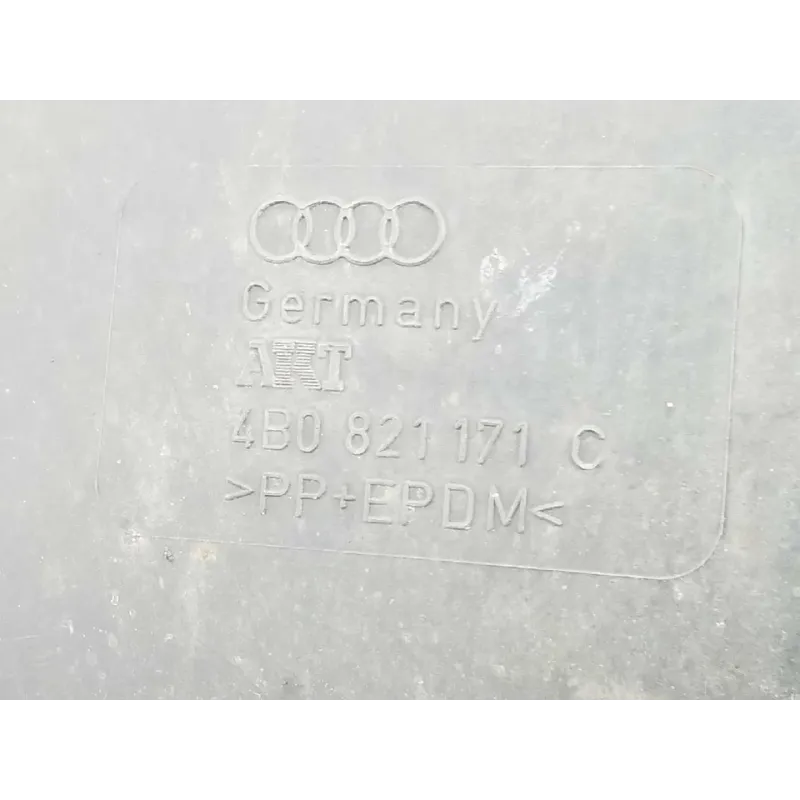 Germany
AKT
4B0 821 171 C
>PP+EPDM<